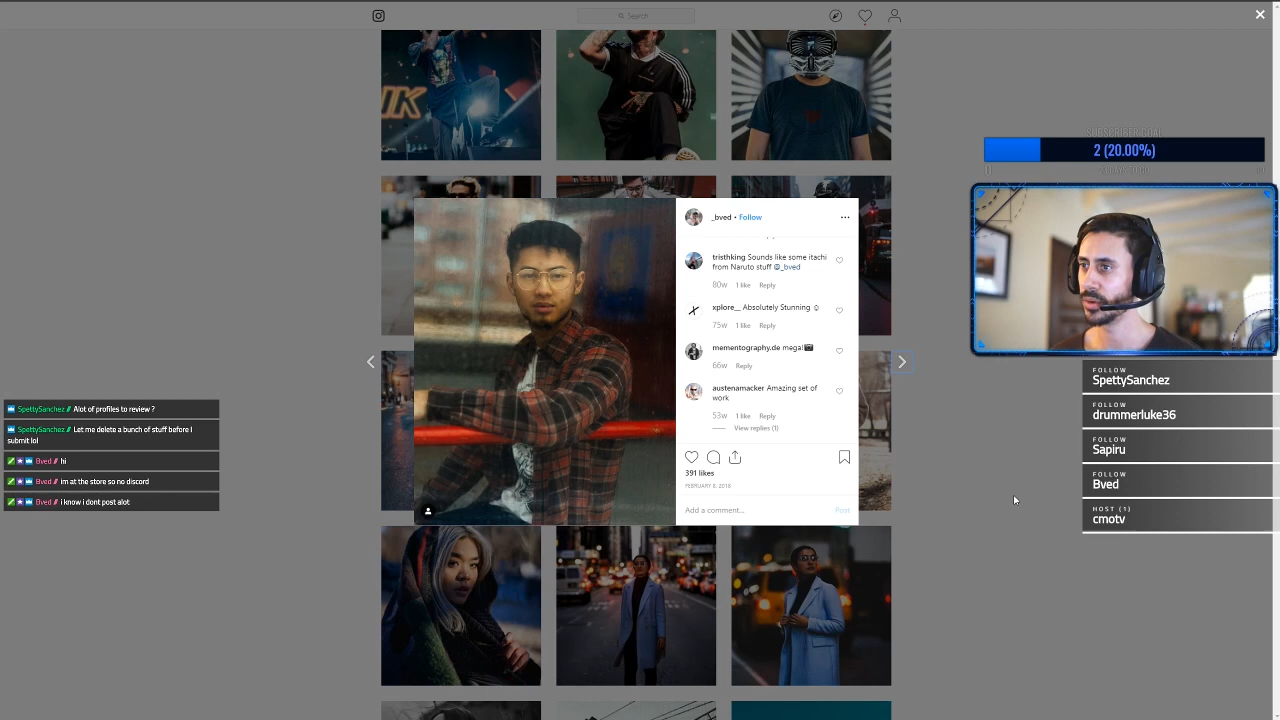 Search
SUBSCRIBER GOAL
2 (20.00%)
_bved • Follow
tristhking Sounds like some itachi
from Naruto stuff @_bved
80w 1 like Reply
xplore__ Absolutely Stunning ☺
75w 1 like Reply
mementography.de megal📷
66w Reply
austenamacker Amazing set of
work
53w 1 like Reply
View replies (1)
391 likes
FEBRUARY 8, 2018
Add a comment...
Post
SpettySanchez // Alot of profiles to review ?
SpettySanchez // Let me delete a bunch of stuff before I
submit lol
Bved // hi
Bved // im at the store so no discord
Bved // i know i dont post alot
FOLLOW
SpettySanchez
FOLLOW
drummerluke36
FOLLOW
Sapiru
FOLLOW
Bved
HOST (1)
cmotv